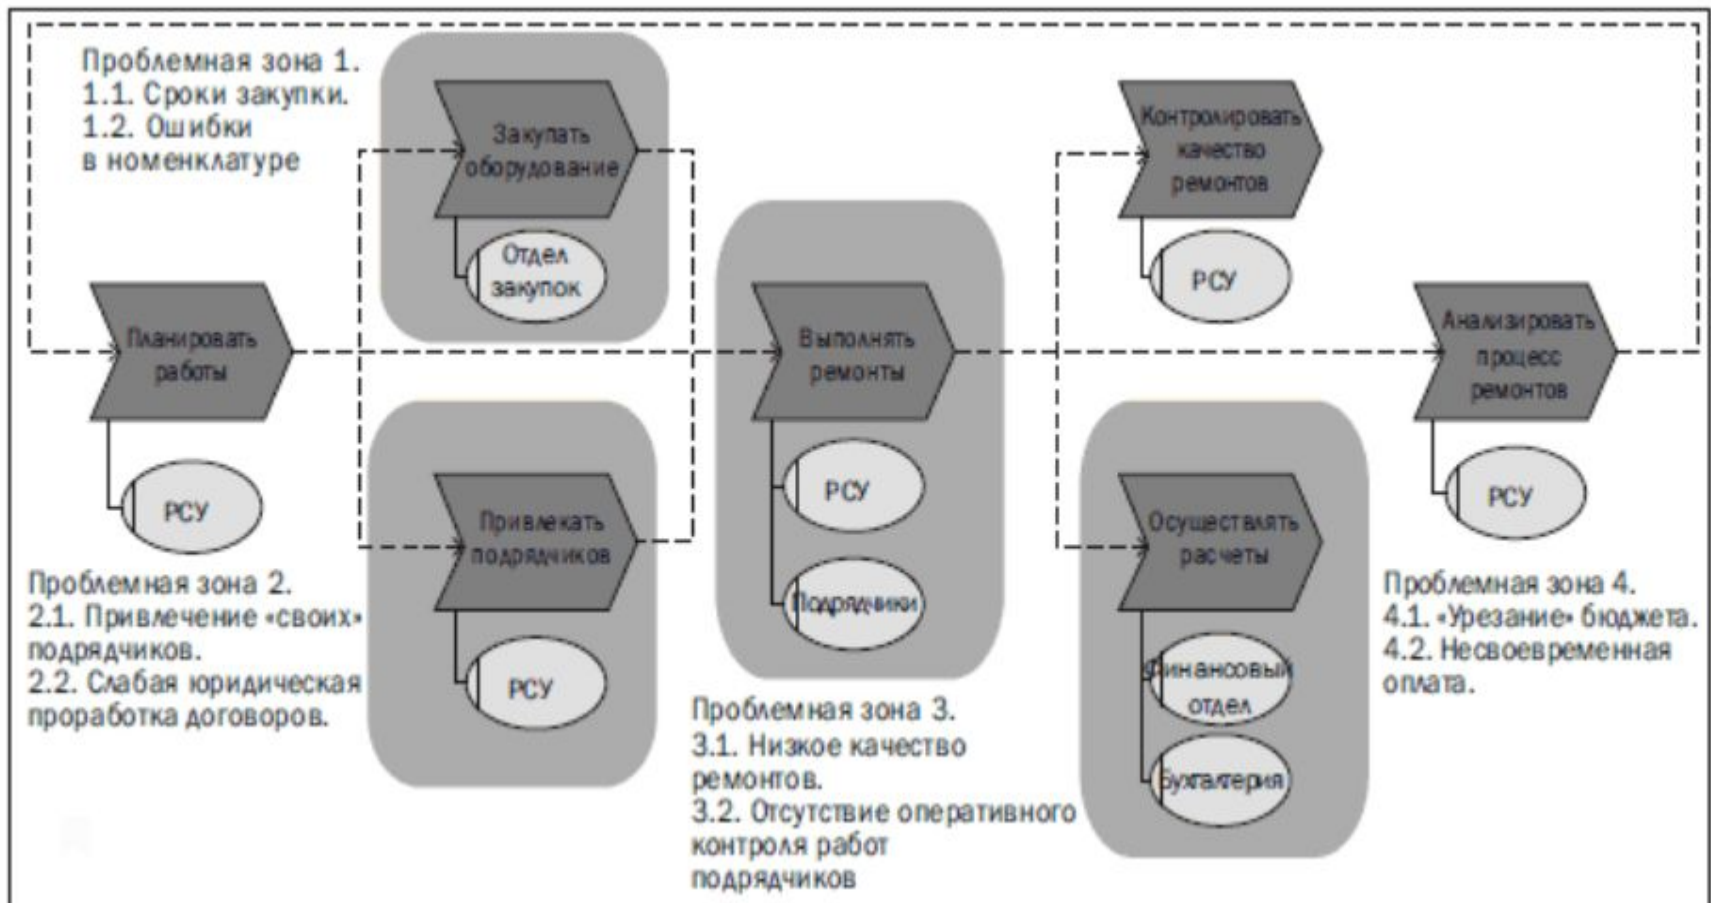 Проблемная зона 1.
1.1. Сроки закупки.
1.2. Ошибки
в номенклатуре
Закупать
оборудование
Отдел
закупок
Контролировать
качество
ремонтов
РСУ
Планировать
работы
РСУ
Выполнять
ремонты
РСУ
Подрядчики
Анализировать
процесс
ремонтов
РСУ
Проблемная зона 2.
2.1. Привлечение «своих»
подрядчиков.
2.2. Слабая юридическая
проработка договоров.
Привлекать
подрядчиков
РСУ
Осуществлять
расчеты
Финансовый
отдел
Бухгалтерия
Проблемная зона 3.
3.1. Низкое качество
ремонтов.
3.2. Отсутствие оперативного
контроля работ
подрядчиков
Проблемная зона 4.
4.1. «Урезание» бюджета.
4.2. Несвоевременная
оплата.